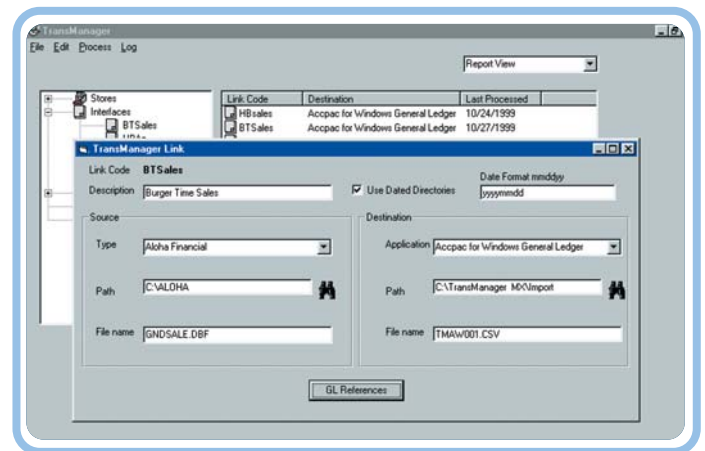 TransManager
File Edit Process Log
Report View
Stores
Interfaces
BTSales
Link Code Destination Last Processed
HBsales Accpac for Windows General Ledger 10/24/1999
BTSales Accpac for Windows General Ledger 10/27/1999
TransManager Link
Link Code BTSales
Description Burger Time Sales
Use Dated Directories
Date Format mmddyy
yyyymmdd
Source
Type Aloha Financial
Path C:\ALOHA
File name GNDSALE.DBF
Destination
Application Accpac for Windows General Ledger
Path C:\TransManager MX\Import
File name TMAW001.CSV
GL References